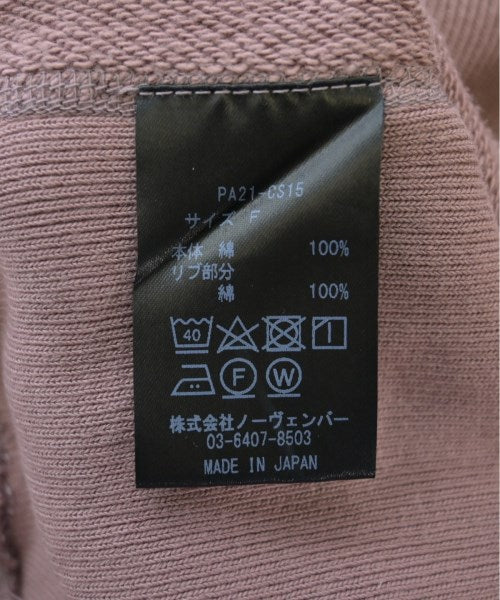 PA21-CS15
サイズ F
本体 綿 100%
リブ部分
綿 100%
40
F W
株式会社ノーヴェンバー
03-6407-8503
MADE IN JAPAN